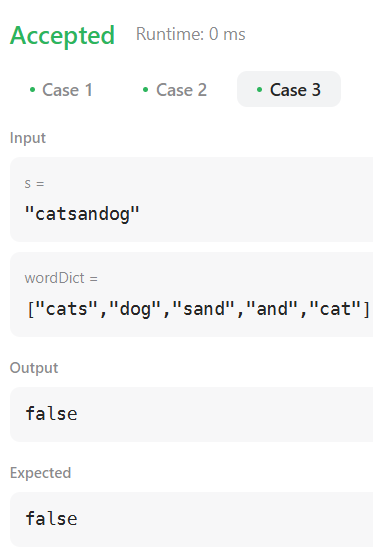 Accepted Runtime: 0 ms
• Case 1 • Case 2 • Case 3
Input
s =
"catsandog"
wordDict =
["cats","dog","sand","and","cat"]
Output
false
Expected
false